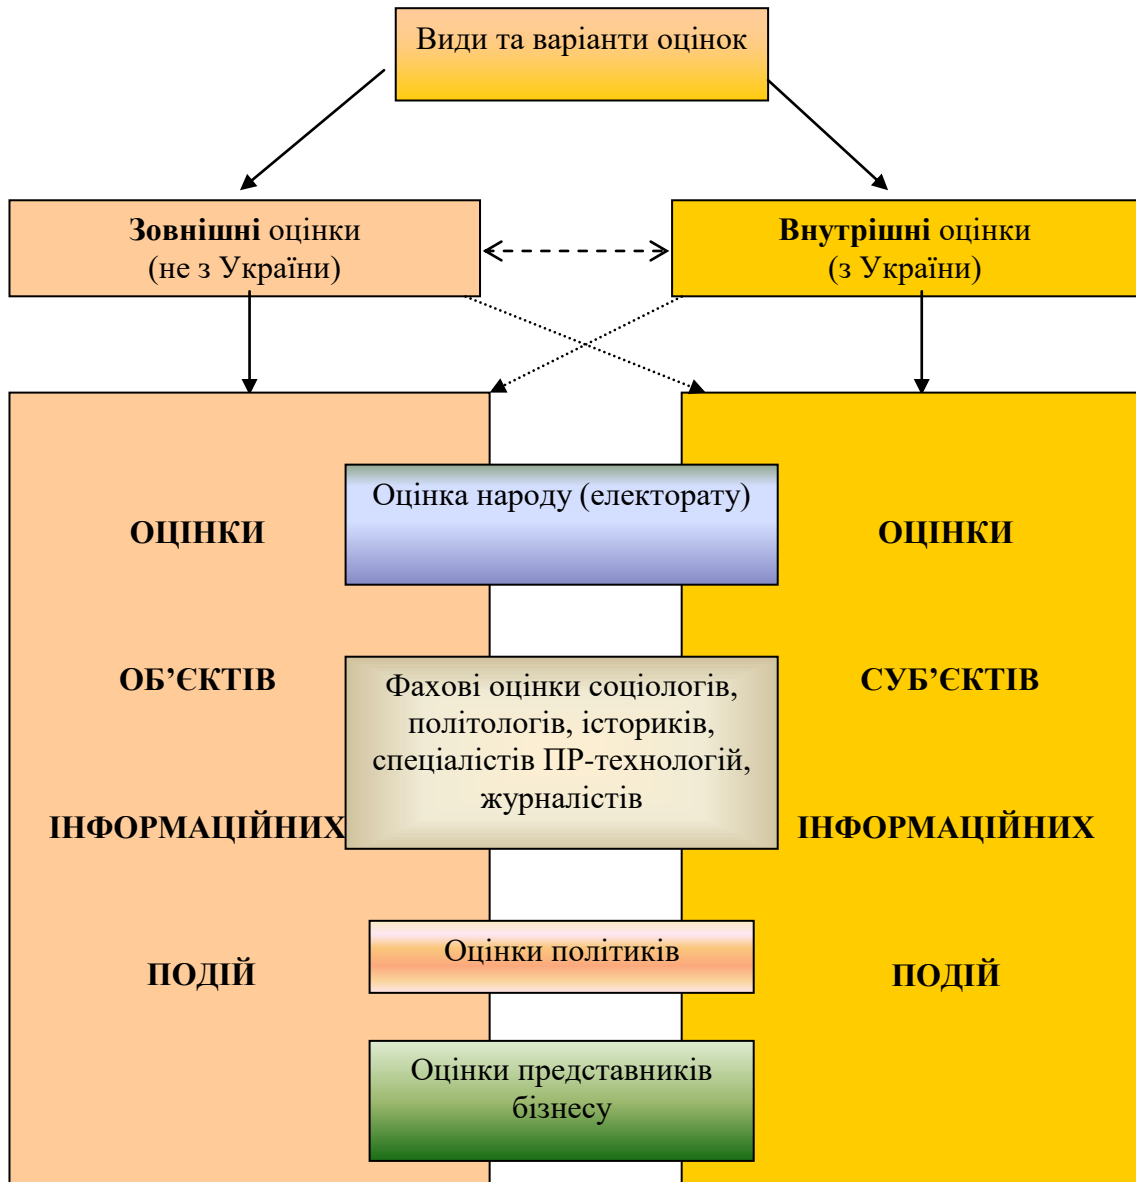 Види та варіанти оцінок
Зовнішні оцінки
(не з України)
Внутрішні оцінки
(з України)
ОЦІНКИ
ОБ’ЄКТІВ
ІНФОРМАЦІЙНИХ
ПОДІЙ
Оцінка народу (електорату)
Фахові оцінки соціологів,
політологів, істориків,
спеціалістів ПР-технологій,
журналістів
Оцінки політиків
Оцінки представників
бізнесу
ОЦІНКИ
СУБ’ЄКТІВ
ІНФОРМАЦІЙНИХ
ПОДІЙ